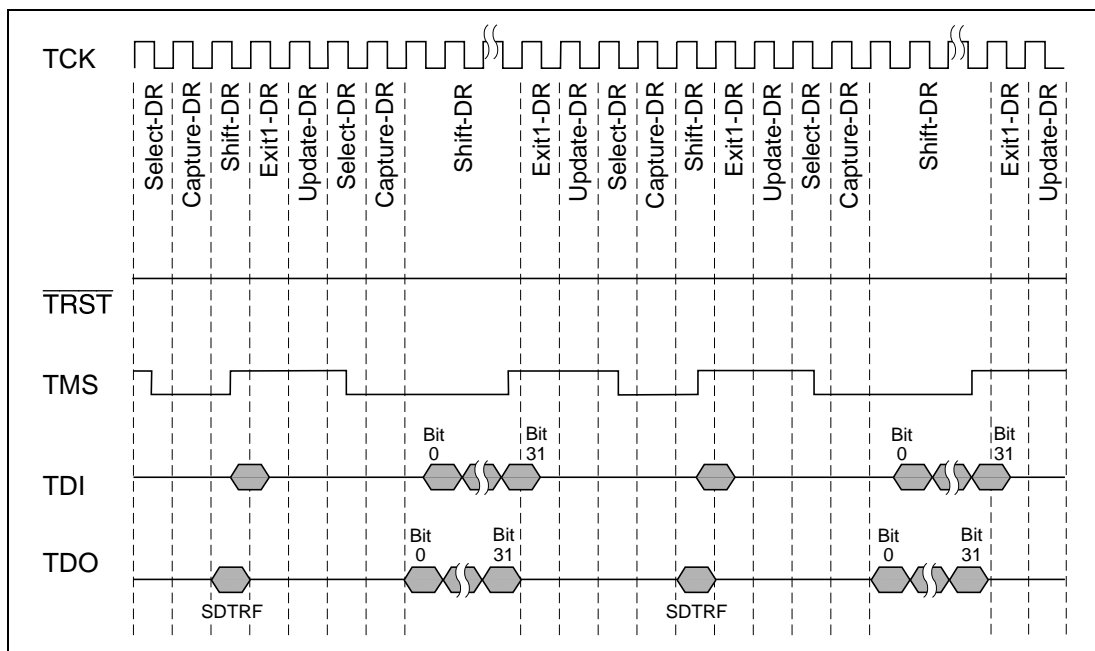 TCK
Select-DR
Capture-DR
Shift-DR
Exit1-DR
Update-DR
Select-DR
Capture-DR
Shift-DR
Exit1-DR
Update-DR
Select-DR
Capture-DR
Shift-DR
Exit1-DR
Update-DR
Select-DR
Capture-DR
Shift-DR
Exit1-DR
Update-DR
TRST
TMS
TDI
Bit 0
Bit 31
Bit 0
Bit 31
TDO
SDTRF
Bit 0
Bit 31
SDTRF
Bit 0
Bit 31